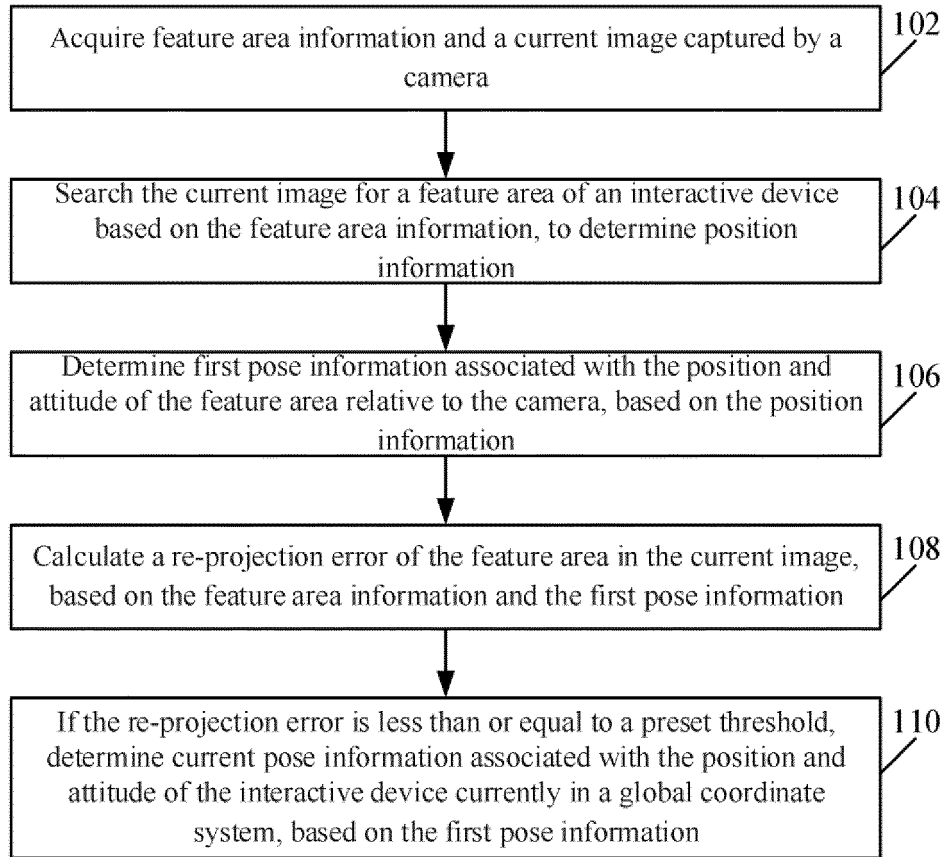 Acquire feature area information and a current image captured by a
camera
102
Search the current image for a feature area of an interactive device
based on the feature area information, to determine position
information
104
Determine first pose information associated with the position and
attitude of the feature area relative to the camera, based on the position
information
106
Calculate a re-projection error of the feature area in the current image,
based on the feature area information and the first pose information
108
If the re-projection error is less than or equal to a preset threshold,
determine current pose information associated with the position and
attitude of the interactive device currently in a global coordinate
system, based on the first pose information
110